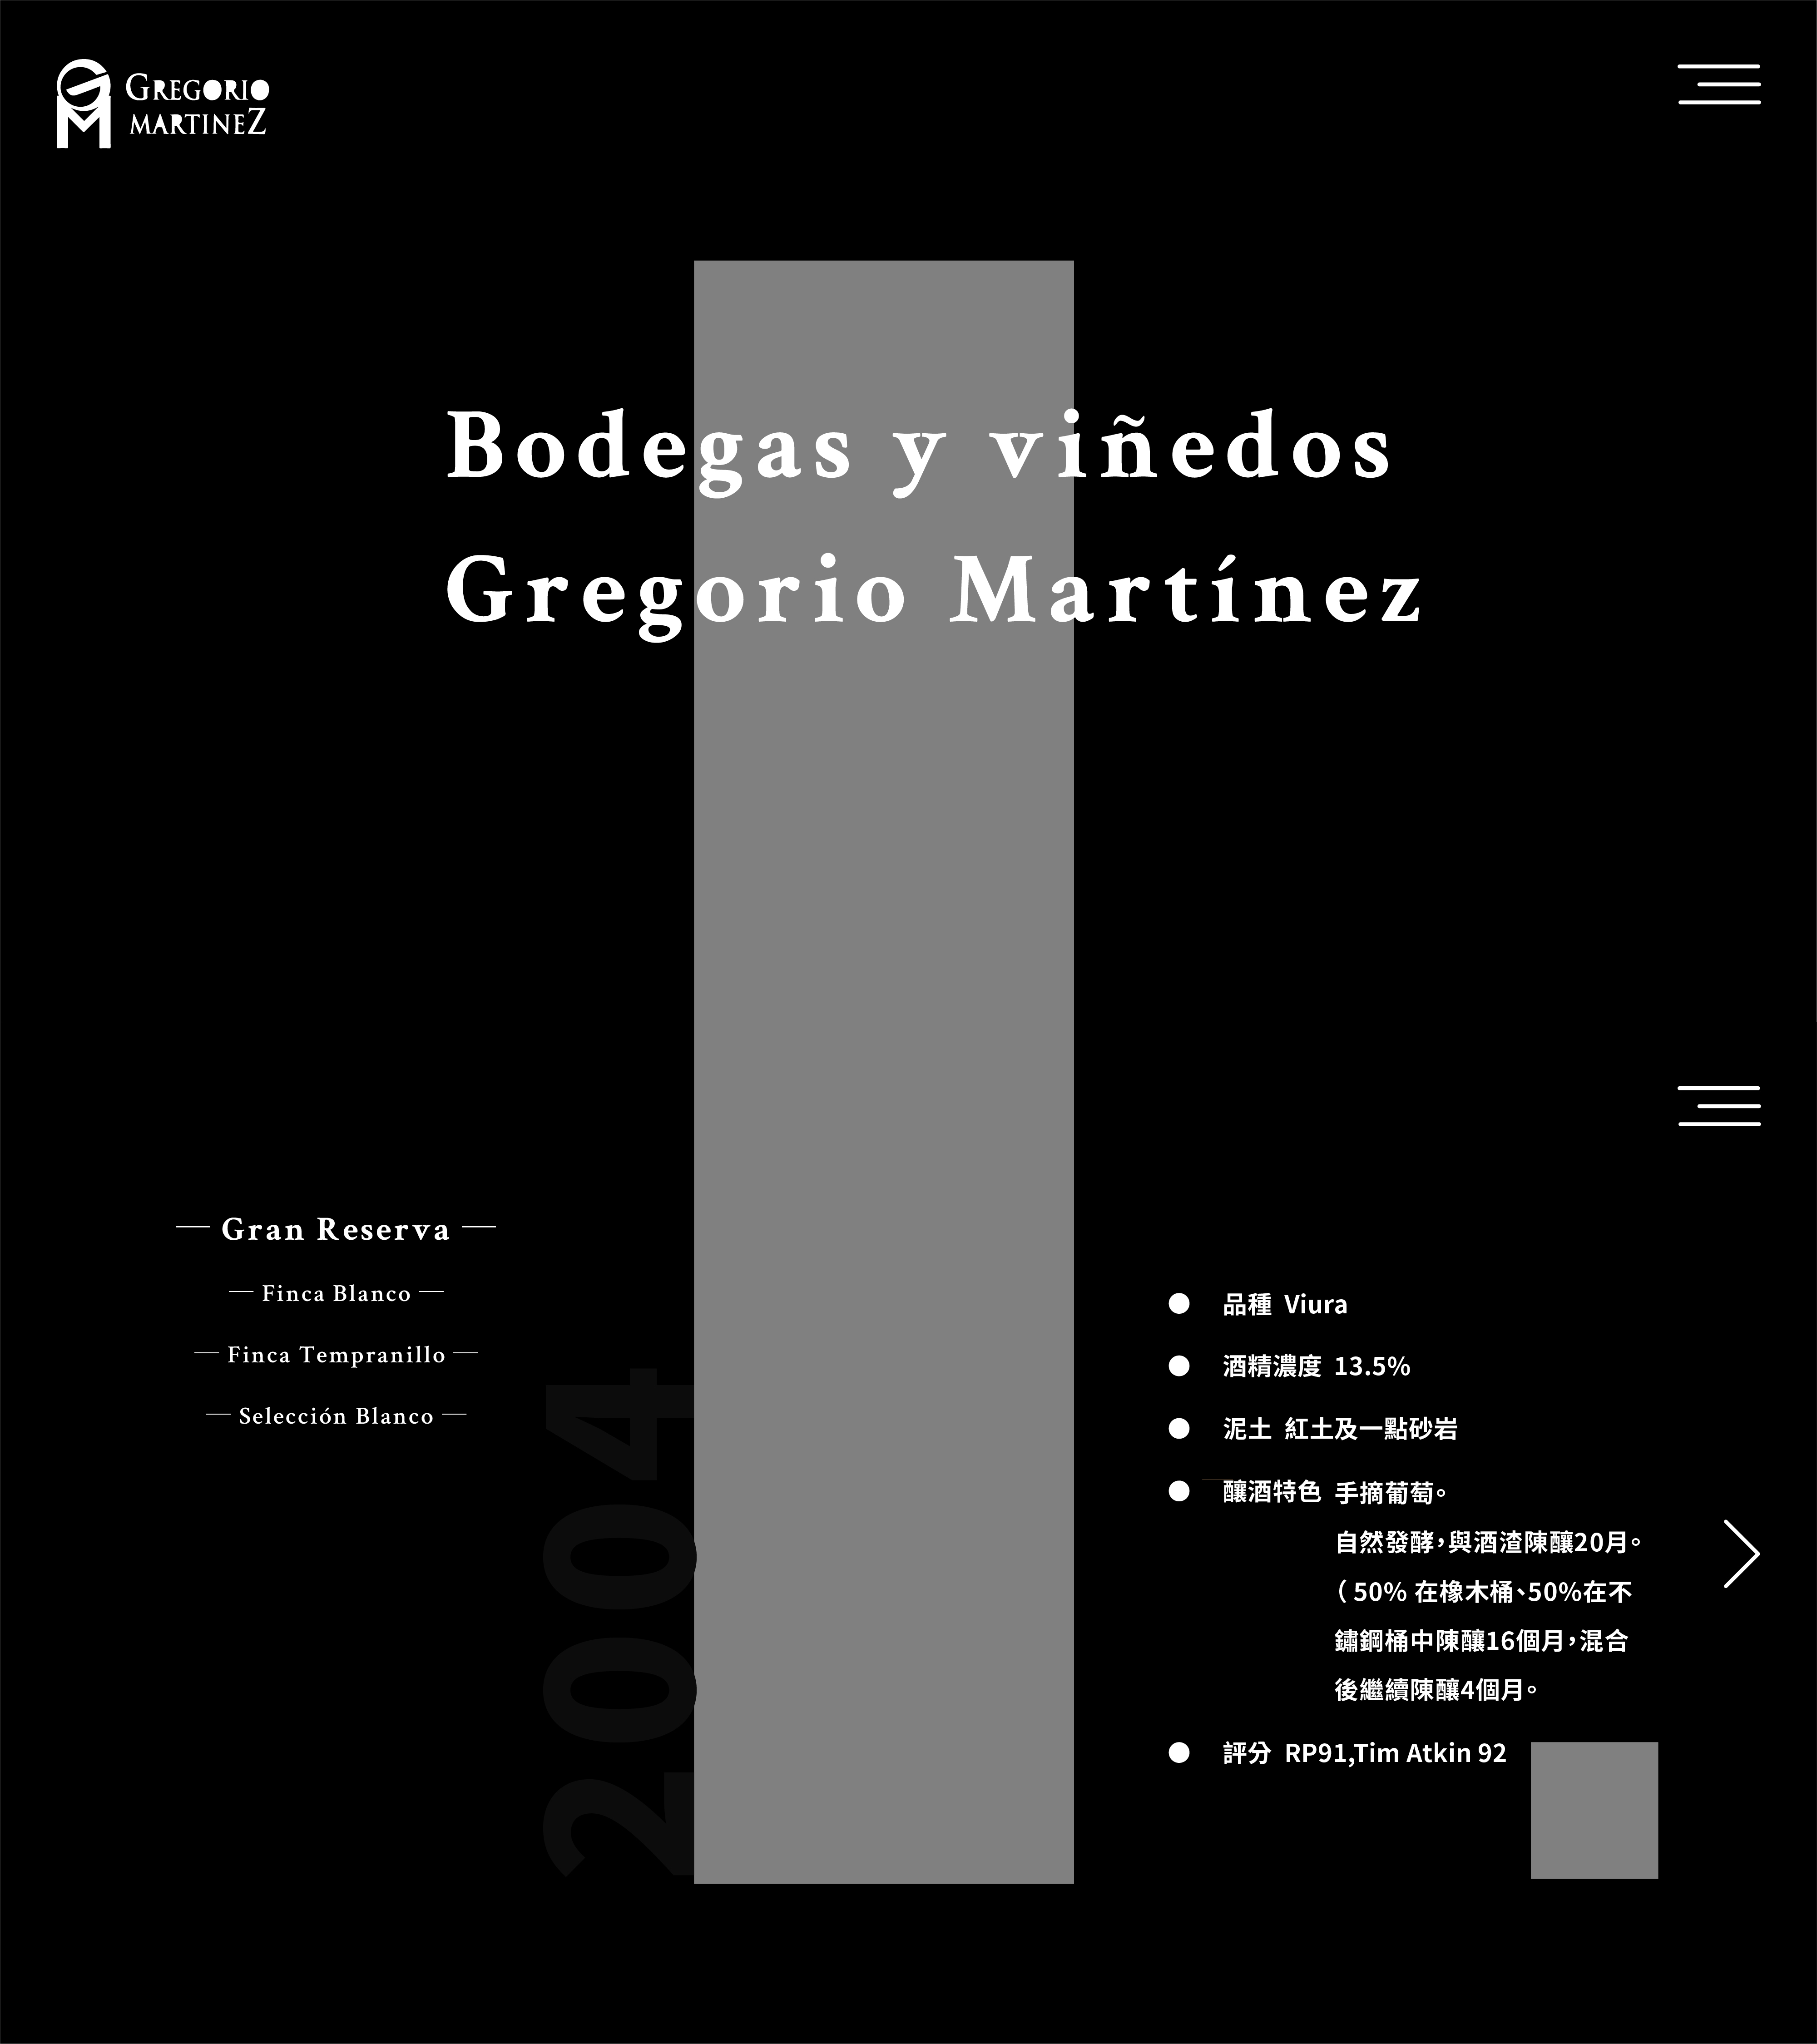 GREGORIO
MARTINEZ
Bodegas y viñedos
Gregorio Martínez
Gran Reserva
Finca Blanco
Finca Tempranillo
Selección Blanco
2004
品種 Viura
酒精濃度 13.5%
泥土 紅土及一點砂岩
釀酒特色 手摘葡萄。
自然發酵，與酒渣陳釀20月。
（ 50% 在橡木桶、50%在不
鏽鋼桶中陳釀16個月，混合
後繼續陳釀4個月。
評分 RP91,Tim Atkin 92